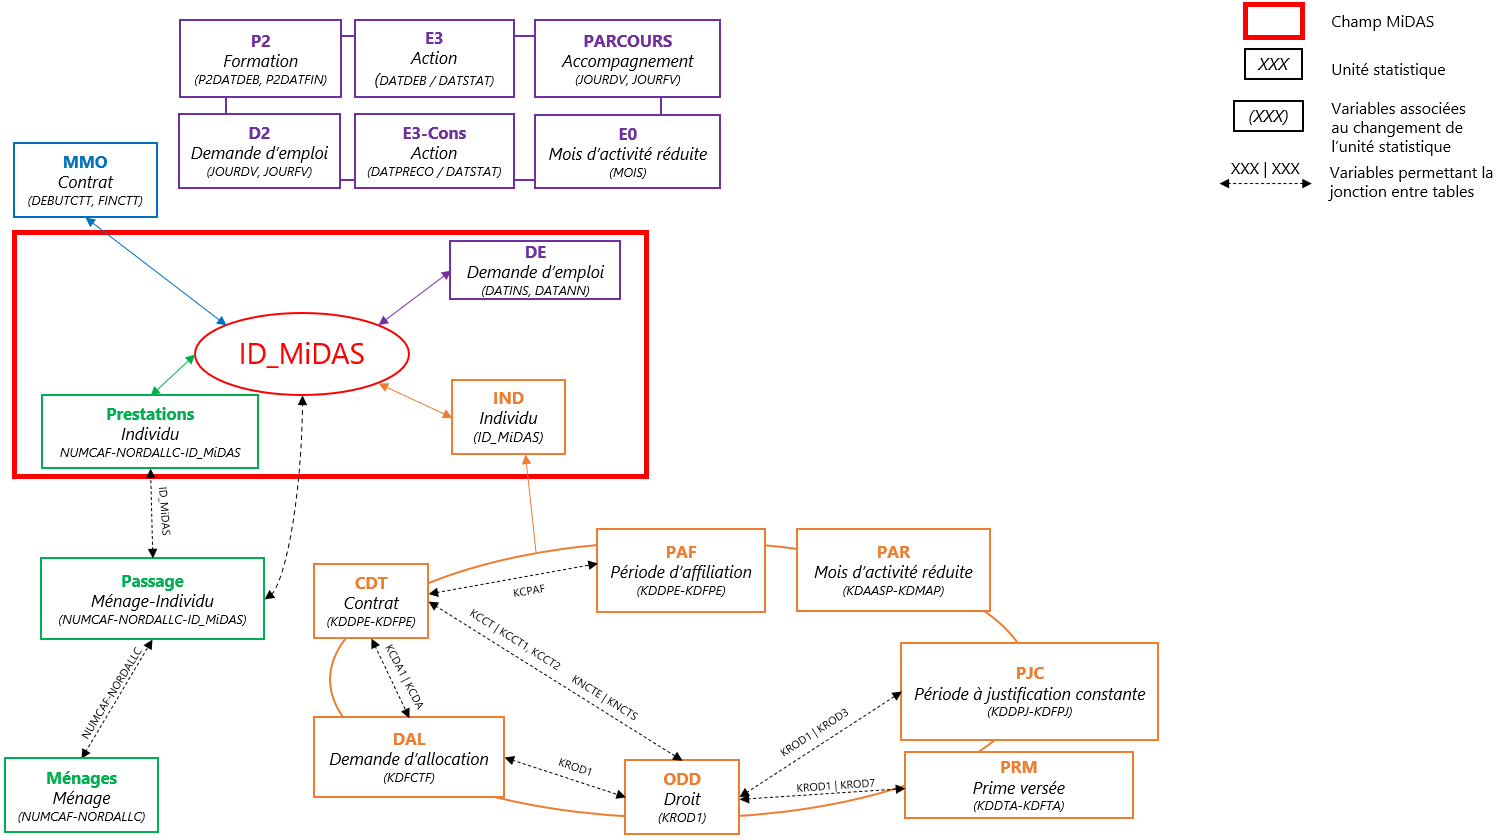 P2
Formation
(P2DATDEB, P2DATFIN)
E3
Action
(DATDEB / DATSTAT)
PARCOURS
Accompagnement
(JOURDV, JOURFV)
D2
Demande d'emploi
(JOURDV, JOURFV)
E3-Cons
Action
(DATPRECO / DATSTAT)
E0
Mois d'activité réduite
(MOIS)
MMO
Contrat
(DEBUTCTT, FINCTT)
Champ MiDAS
XXX
Unité statistique
(XXX)
Variables associées
au changement de
l'unité statistique
XXX | XXX
Variables permettant la
jonction entre tables
DE
Demande d'emploi
(DATINS, DATANN)
ID_MiDAS
Prestations
Individu
NUMCAF-NORDALLC-ID_MiDAS
IND
Individu
(ID_MiDAS)
ID_MiDAS
Passage
Ménage-Individu
(NUMCAF-NORDALLC-ID_MiDAS)
NUMCAF-NORDALLC
Ménages
Ménage
(NUMCAF-NORDALLC)
CDT
Contrat
(KDDPE-KDFPE)
KCPAF
PAF
Période d'affiliation
(KDDPE-KDFPE)
PAR
Mois d'activité réduite
(KDAASP-KDMAP)
KCCT | KCCT1, KCCT2
KNCTE | KNCTS
KCDA1 | KCDA
DAL
Demande d'allocation
(KDFCTF)
KROD1
ODD
Droit
(KROD1)
KROD1 | KROD3
PJC
Période à justification constante
(KDDPJ-KDFPJ)
KROD1 | KROD7
PRM
Prime versée
(KDDTA-KDFTA)